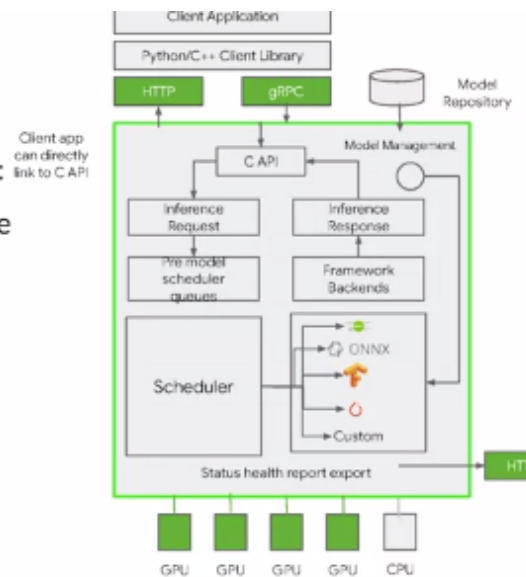 Client Application
Python/C++ Client Library
HTTP
gRPC
Model
Repository
Client app
can directly
link to C API
Model Management
C API
Inference
Request
Inference
Response
Pre model
scheduler
queues
Framework
Backends
ONNX
Scheduler
Custom
Status health report export
HT
GPU
GPU
GPU
GPU
CPU